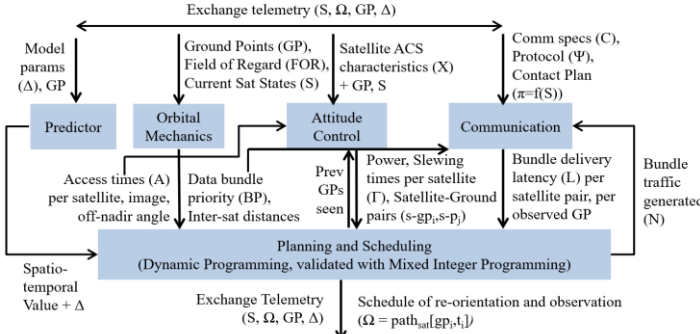 Exchange telemetry (S, Ω, GP, Δ)
Model
params
(Δ), GP
Ground Points (GP),
Field of Regard (FOR),
Current Sat States (S)
Satellite ACS
characteristics (X)
+ GP, S
Comm specs (C),
Protocol (Ψ),
Contact Plan
(π=f(S))
Predictor
Orbital
Mechanics
Attitude
Control
Communication
Access times (A)
per satellite, image,
off-nadir angle
Data bundle
priority (BP),
Inter-sat distances
Prev
GPs
seen
Power, Slewing
times per satellite
(Γ), Satellite-Ground
pairs (s-gpi,s-pj)
Bundle delivery
latency (L) per
satellite pair, per
observed GP
Bundle
traffic
generated
(N)
Planning and Scheduling
(Dynamic Programming, validated with Mixed Integer Programming)
Spatio-
temporal
Value + Δ
Exchange Telemetry
(S, Ω, GP, Δ)
Schedule of re-orientation and observation
(Ω = pathsat[gpi,ti])